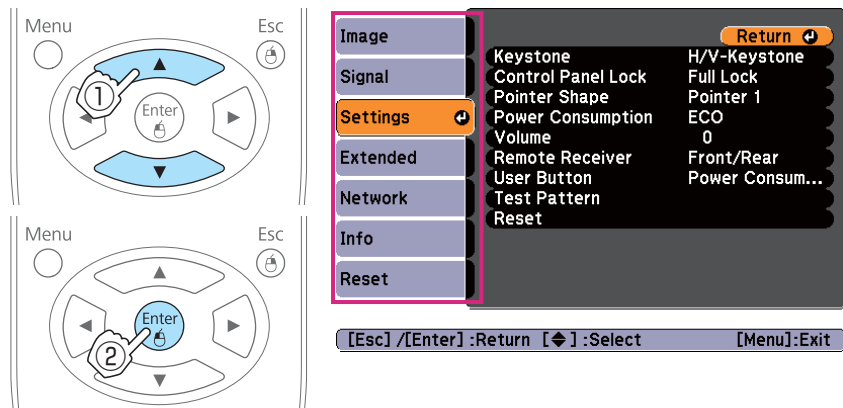 Menu
Esc
1
Enter
Menu
Esc
Enter
2
Image
Signal
Settings
Extended
Network
Info
Reset
Return
Keystone H/V-Keystone
Control Panel Lock Full Lock
Pointer Shape Pointer 1
Power Consumption ECO
Volume 0
Remote Receiver Front/Rear
User Button Power Consum...
Test Pattern
Reset
[Esc] /[Enter] :Return [◆] :Select [Menu]:Exit